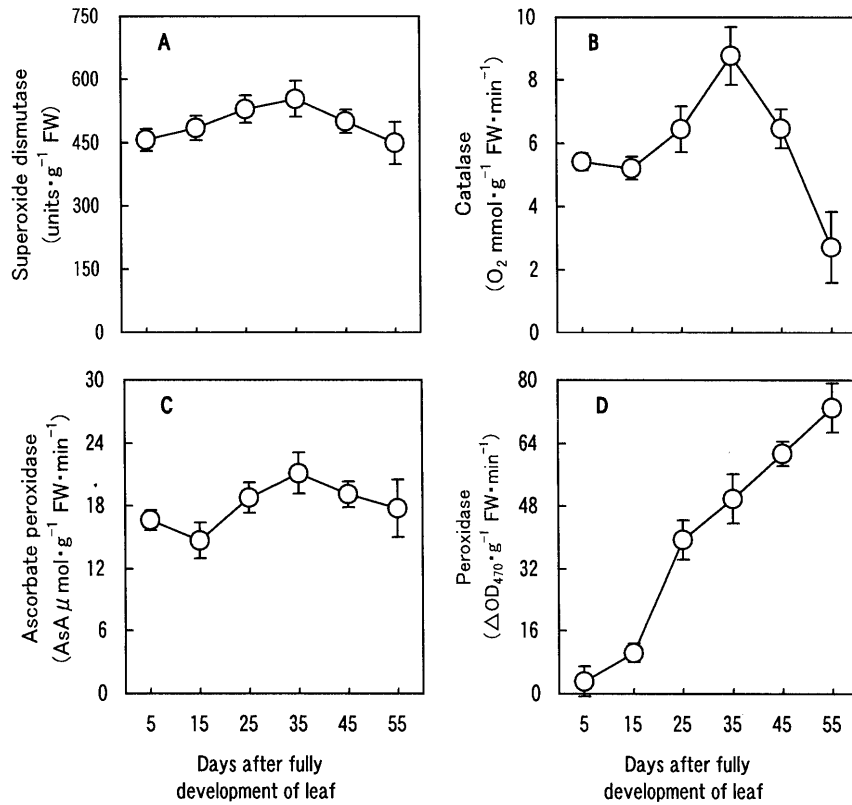 A
750
600
450
300
150
0
Superoxide dismutase
(units・g⁻¹ FW)
B
10
8
6
4
2
0
Catalase
(O₂ mmol・g⁻¹ FW・min⁻¹)
C
30
24
18
12
6
0
Ascorbate peroxidase
(AsA μmol・g⁻¹ FW・min⁻¹)
5 15 25 35 45 55
Days after fully
development of leaf
D
80
64
48
32
16
0
Peroxidase
(△OD₄₇₀・g⁻¹ FW・min⁻¹)
5 15 25 35 45 55
Days after fully
development of leaf